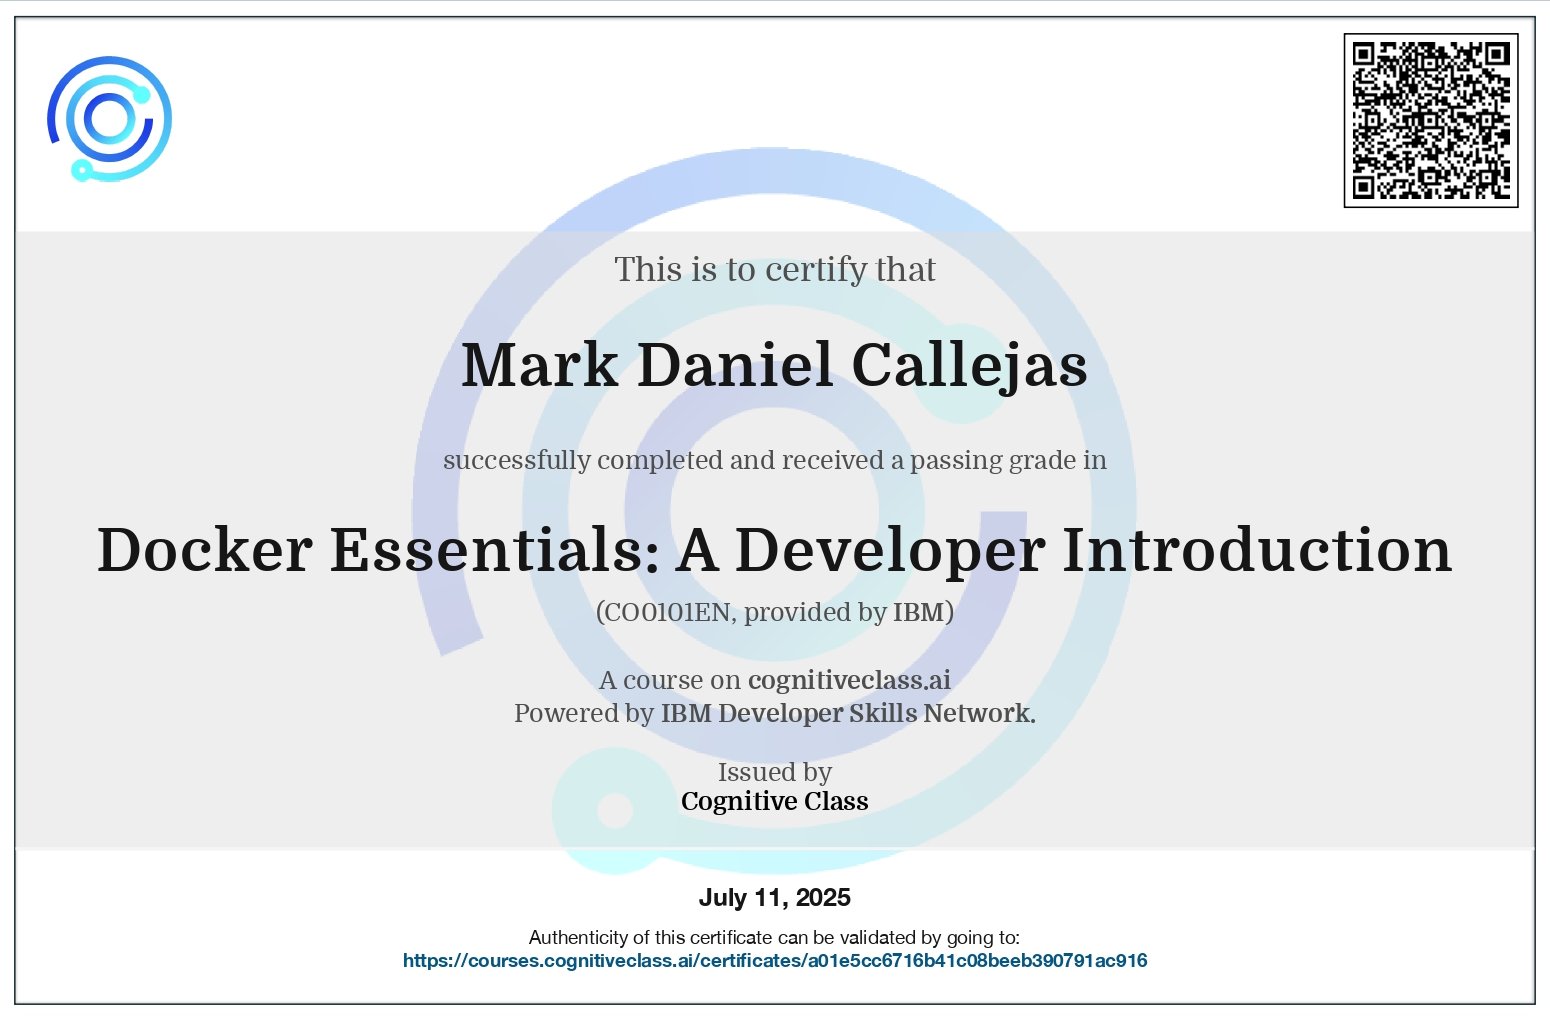 This is to certify that
Mark Daniel Callejas
successfully completed and received a passing grade in
Docker Essentials: A Developer Introduction
(CO0101EN, provided by IBM)
A course on cognitiveclass.ai
Powered by IBM Developer Skills Network.
Issued by
Cognitive Class
July 11, 2025
Authenticity of this certificate can be validated by going to:
https://courses.cognitiveclass.ai/certificates/a01e5cc6716b41c08beeb390791ac916